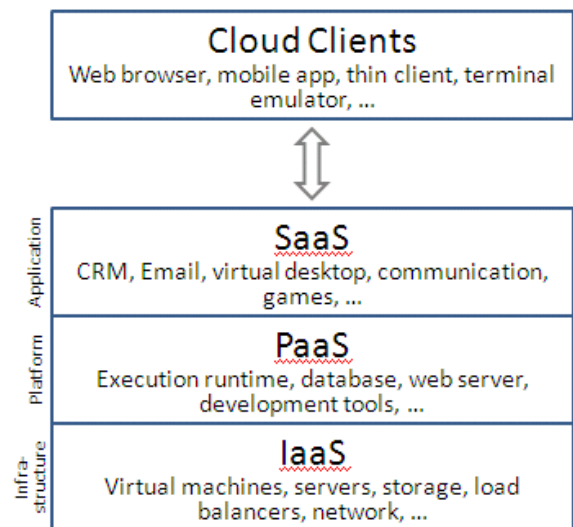 Cloud Clients
Web browser, mobile app, thin client, terminal
emulator, ...
Application
SaaS
CRM, Email, virtual desktop, communication,
games, ...
Platform
PaaS
Execution runtime, database, web server,
development tools, ...
Infra-
structure
IaaS
Virtual machines, servers, storage, load
balancers, network, ...